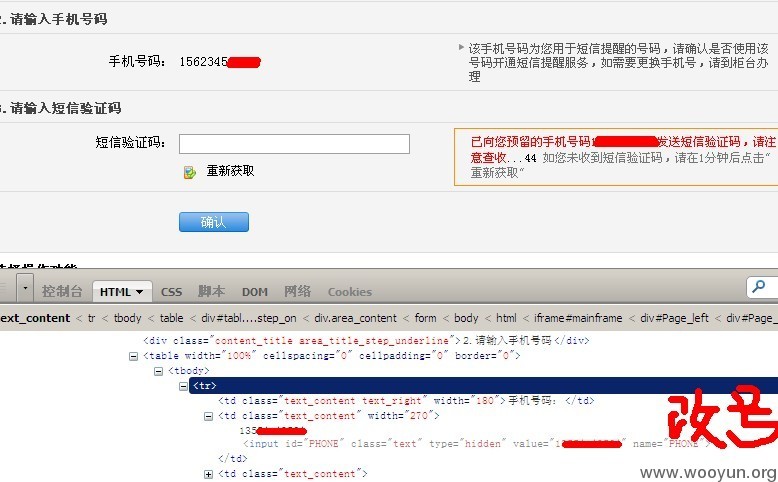 2.请输入手机号码
手机号码： 1562345
该手机号码为您用于短信提醒的号码，请确认是否使用该
号码开通短信提醒服务，如需要更换手机号，请到柜台办
理
3.请输入短信验证码
短信验证码：
已向您预留的手机号码1 发送短信验证码，请注
意查收...44 如您未收到短信验证码，请在1分钟后点击"
重新获取"
重新获取
确认
选择操作功能
控制台 HTML CSS 脚本 DOM 网络 Cookies
ext_content < tr < tbody < table < div#tabl....step_on < div.area_content < form < body < html < iframe#mainframe < div#Page_left < div#Page_
<div class="content_title area_title_step_underline">2.请输入手机号码</div>
<table width="100%" cellspacing="0" cellpadding="0" border="0">
<tbody>
<tr>
<td class="text_content text_right" width="180">手机号码：</td>
<td class="text_content" width="270">
<input id="PHONE" class="text" type="hidden" value=" " name="PHONE">
</td>
<td class="text_content">
改号
www.wooyun.org